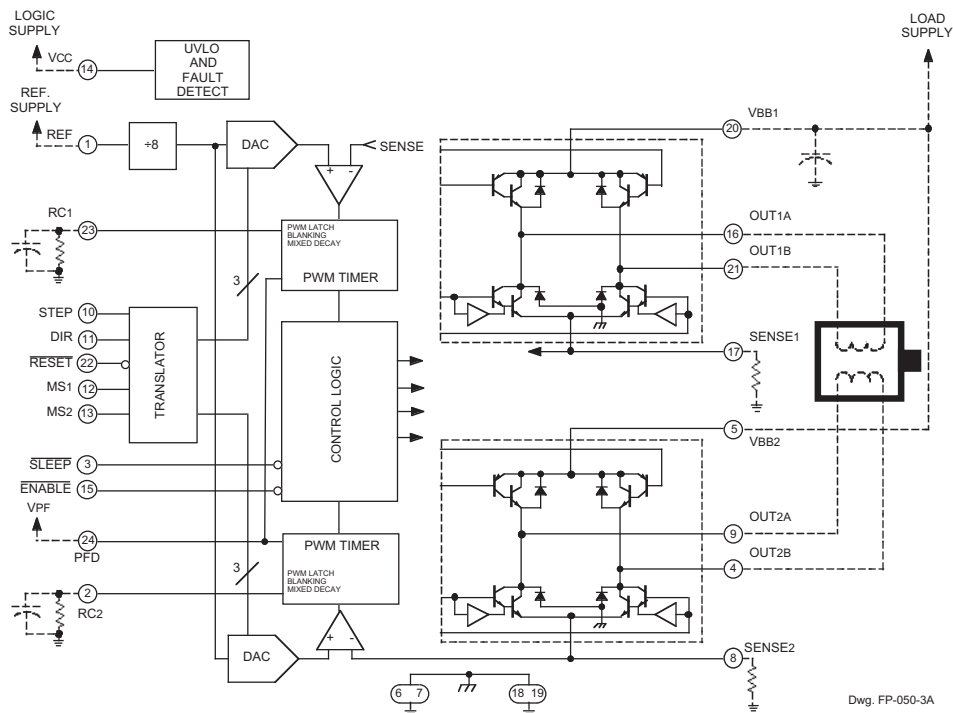 LOGIC
SUPPLY
VCC
14
UVLO
AND
FAULT
DETECT
REF.
SUPPLY
REF
1
÷8
DAC
+ -
SENSE
RC1
23
PWM LATCH
BLANKING
MIXED DECAY
PWM TIMER
3
STEP
10
DIR
11
RESET
22
MS1
12
MS2
13
TRANSLATOR
CONTROL LOGIC
SLEEP
3
ENABLE
15
VPF
24
PFD
PWM TIMER
PWM LATCH
BLANKING
MIXED DECAY
3
2
RC2
DAC
+ -
6 7
18 19
LOAD
SUPPLY
VBB1
20
OUT1A
16
OUT1B
21
SENSE1
17
5
VBB2
OUT2A
9
OUT2B
4
SENSE2
8
Dwg. FP-050-3A